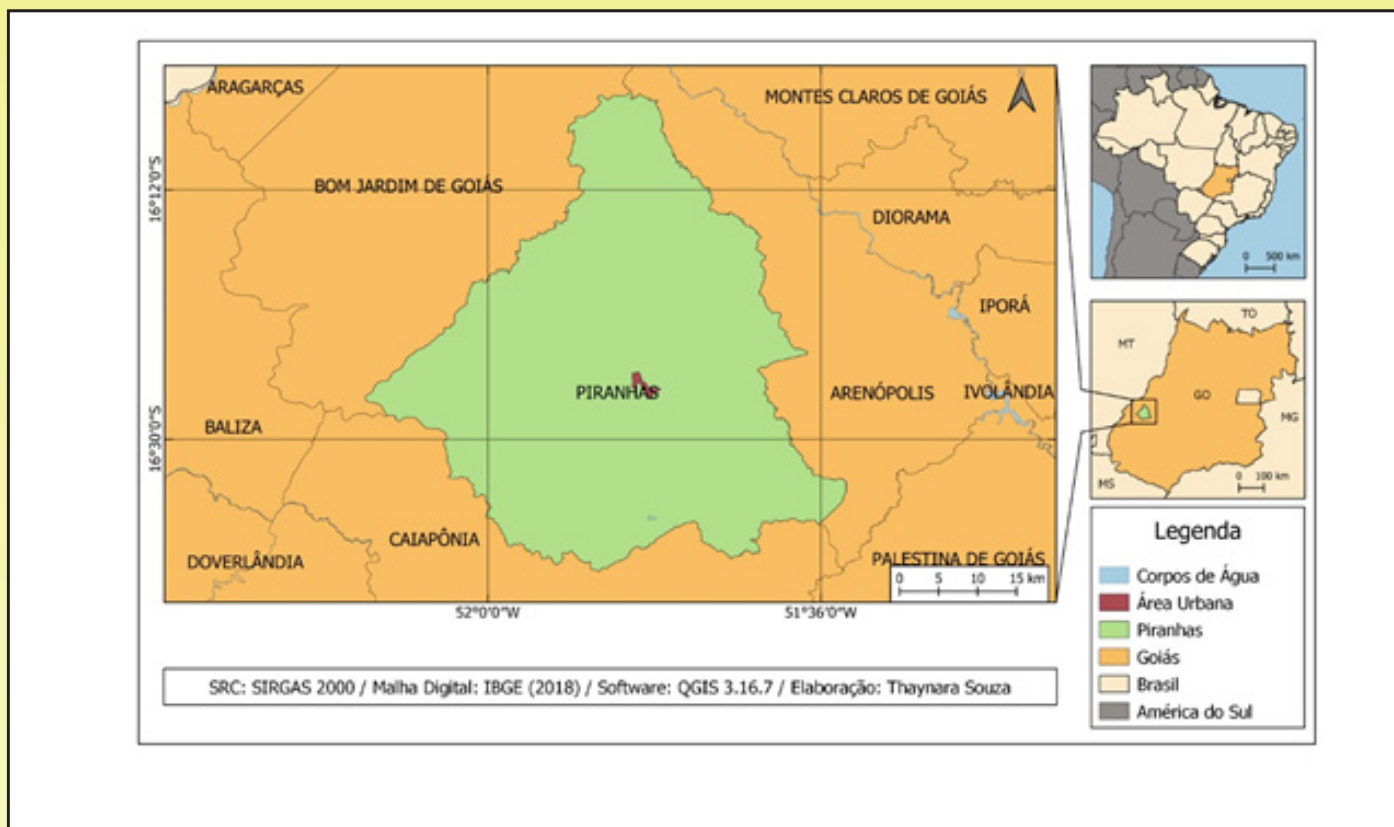 ARAGARÇAS
MONTES CLAROS DE GOIÁS
BOM JARDIM DE GOIÁS
DIORAMA
IPORÁ
PIRANHAS
ARENÓPOLIS
IVOLÂNDIA
BALIZA
CAIAPÔNIA
DOVERLÂNDIA
PALESTINA DE GOIÁS
0 5 10 15 km
16°12'0"S
16°30'0"S
52°0'0"W
51°36'0"W
0 500 km
TO
MT
GO
MG
MS
0 100 km
Legenda
Corpos de Água
Área Urbana
Piranhas
Goiás
Brasil
América do Sul
SRC: SIRGAS 2000 / Malha Digital: IBGE (2018) / Software: QGIS 3.16.7 / Elaboração: Thaynara Souza